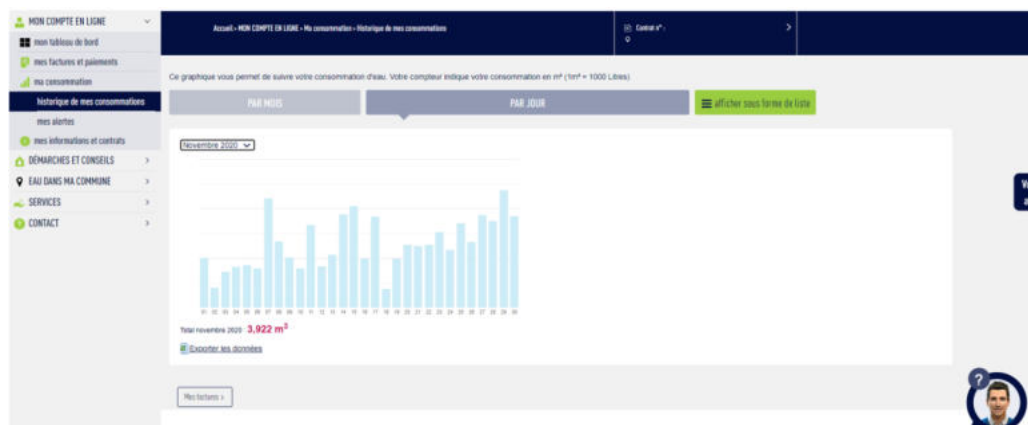 MON COMPTE EN LIGNE
mon tableau de bord
mes factures et paiements
ma consommation
historique de mes consommations
mes alertes
mes informations et contrats
DÉMARCHES ET CONSEILS
EAU DANS MA COMMUNE
SERVICES
CONTACT
Accueil > MON COMPTE EN LIGNE > Ma consommation > Historique de mes consommations
Contrat n° :
Ce graphique vous permet de suivre votre consommation d'eau. Votre compteur indique votre consommation en m³ (1m³ = 1000 Litres)
PAR MOIS
PAR JOUR
afficher sous forme de liste
Novembre 2020
01 02 03 04 05 06 07 08 09 10 11 12 13 14 15 16 17 18 19 20 21 22 23 24 25 26 27 28 29 30
Total novembre 2020 3,922 m³
Exporter les données
Mes factures >
?